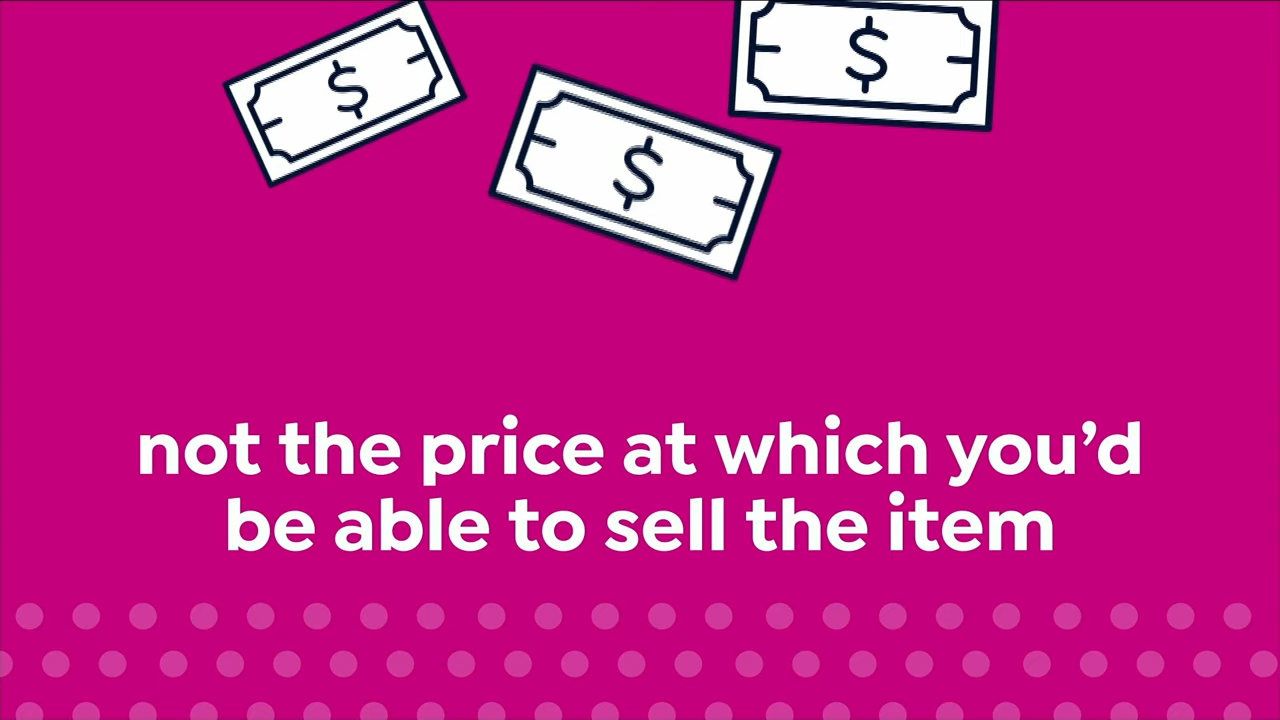 $
$
$
not the price at which you’d
be able to sell the item